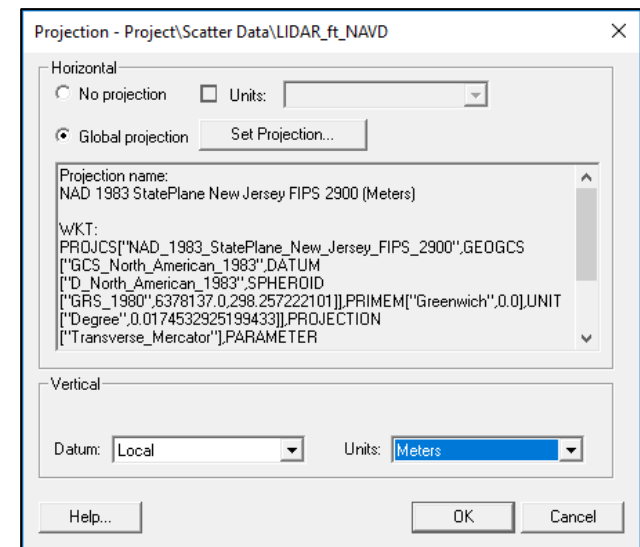 Projection - Project\Scatter Data\LIDAR_ft_NAVD
Horizontal
No projection Units:
Global projection Set Projection...
Projection name:
NAD 1983 StatePlane New Jersey FIPS 2900 (Meters)
WKT:
PROJCS["NAD_1983_StatePlane_New_Jersey_FIPS_2900",GEOGCS
["GCS_North_American_1983",DATUM
["D_North_American_1983",SPHEROID
["GRS_1980",6378137.0,298.257222101]],PRIMEM["Greenwich",0.0],UNIT
["Degree",0.0174532925199433]],PROJECTION
["Transverse_Mercator"],PARAMETER
Vertical
Datum: Local Units: Meters
Help... OK Cancel